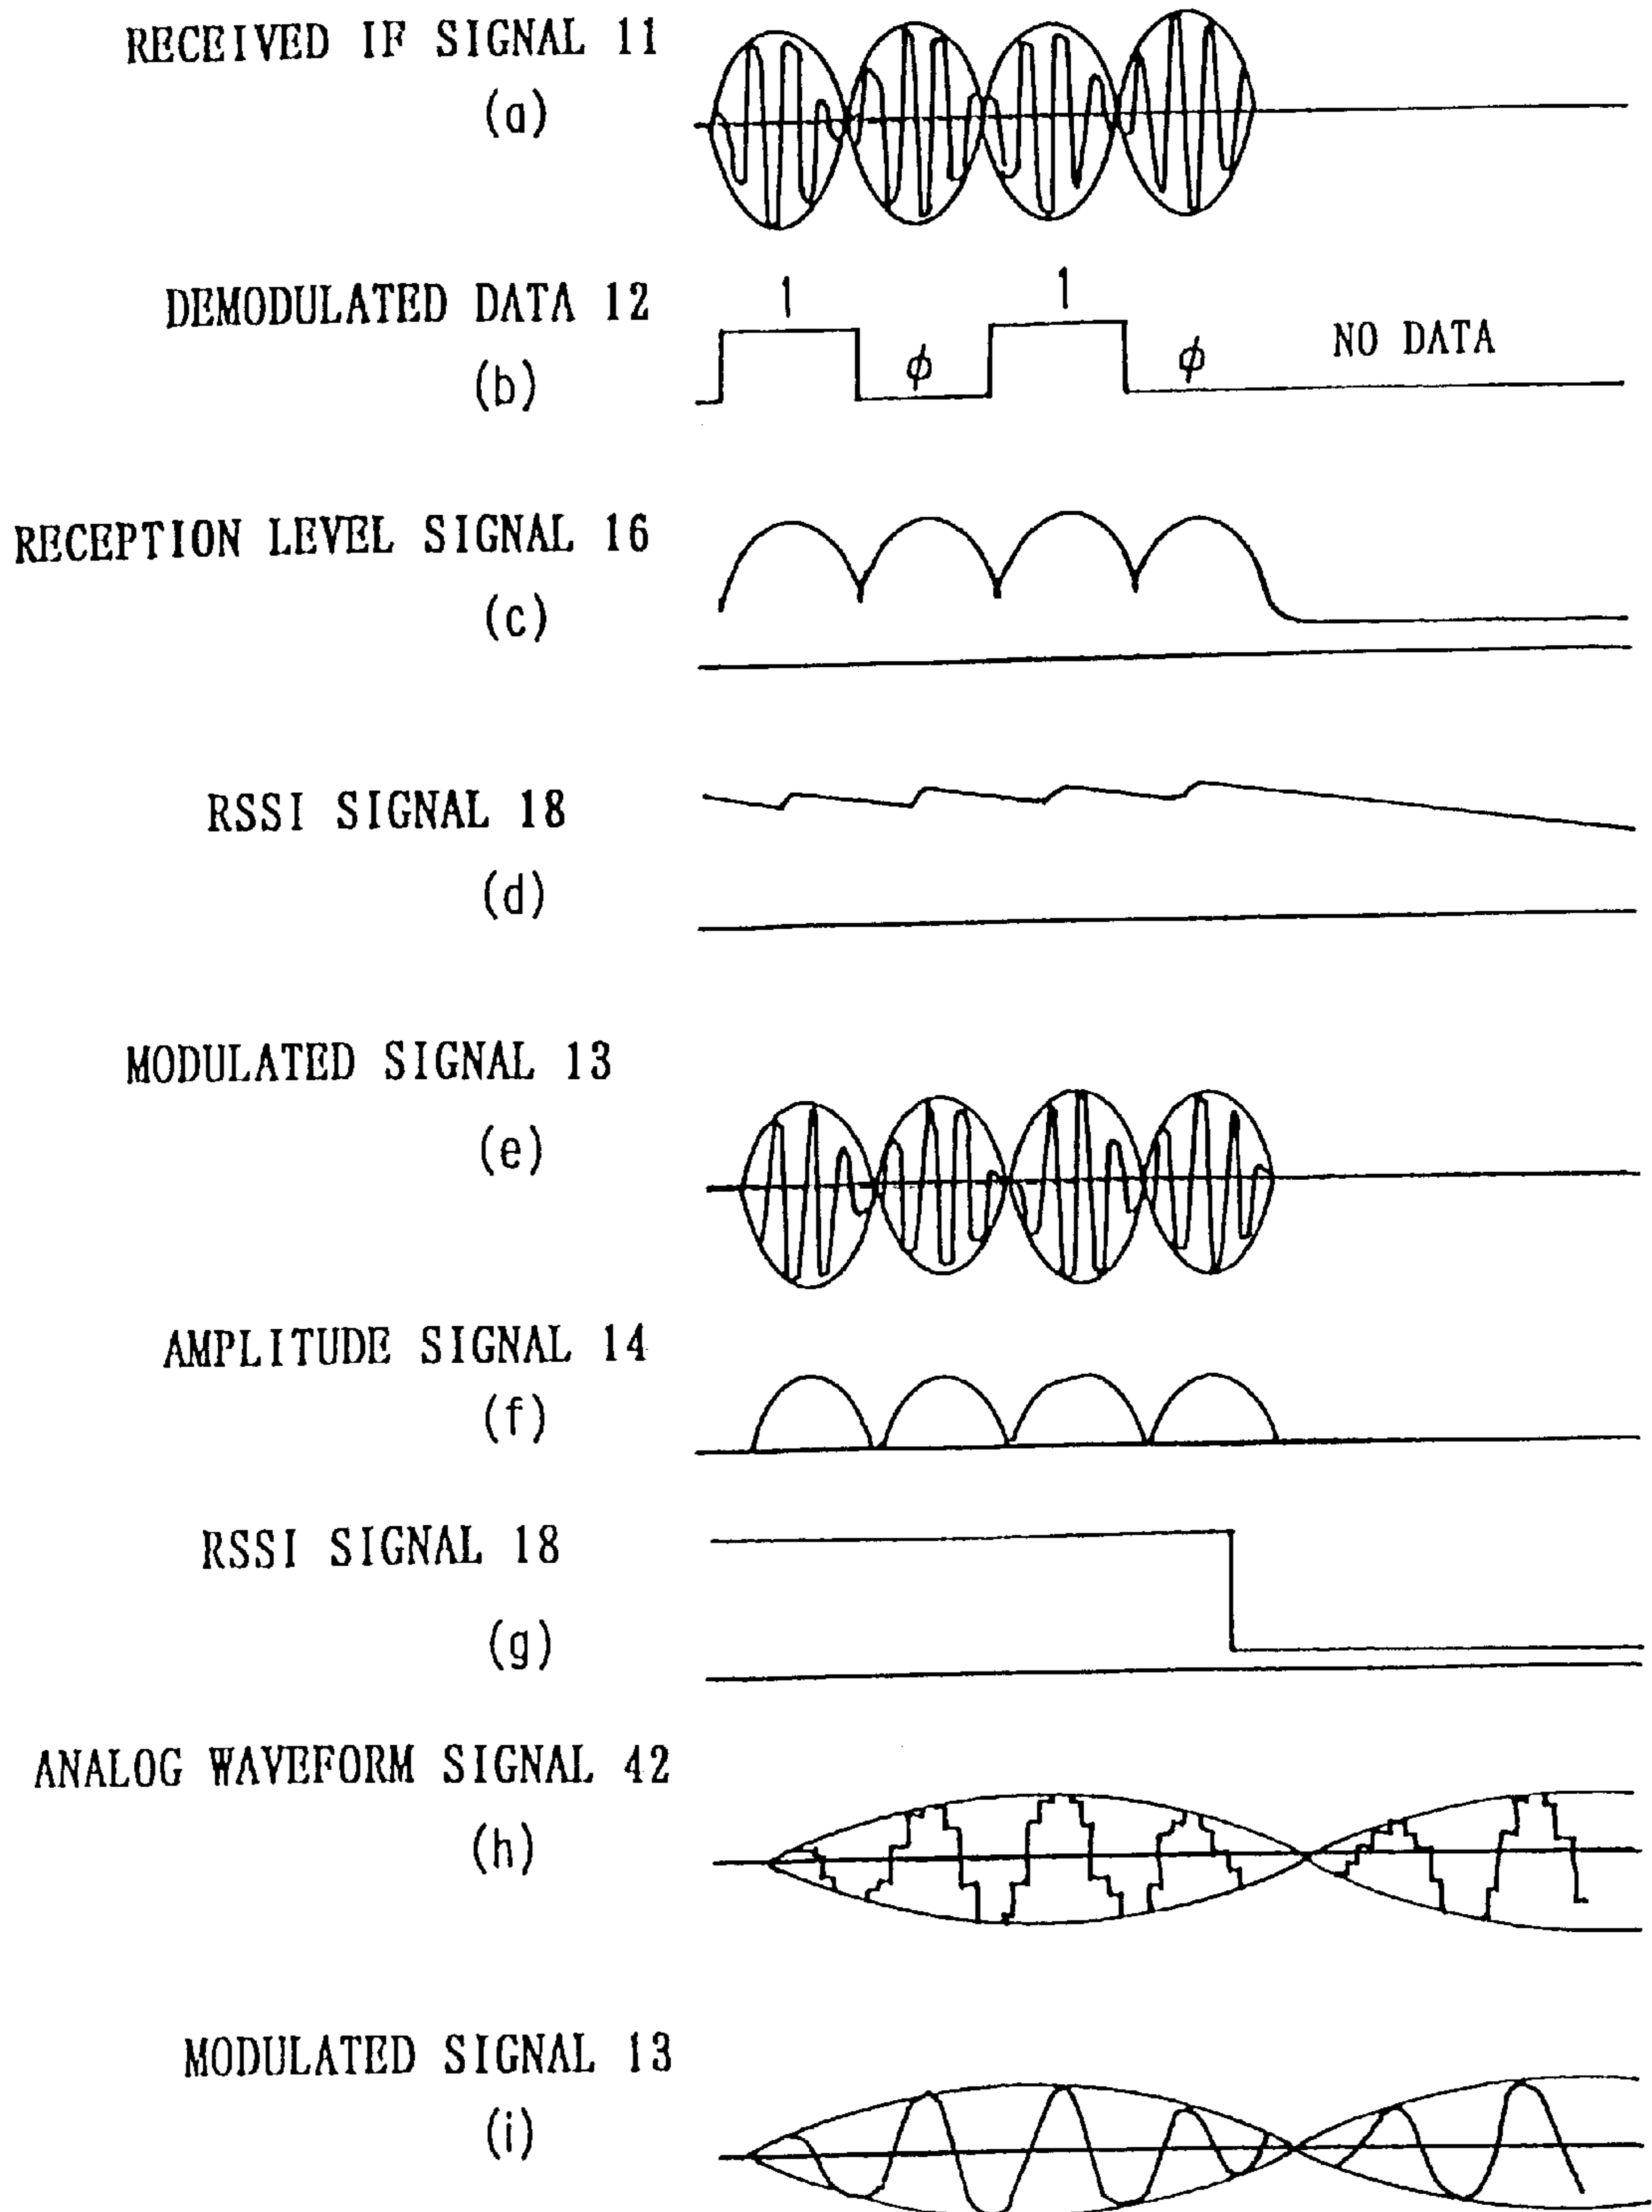 RECEIVED IF SIGNAL 11
(a)
DEMODULATED DATA 12
(b)
1 ϕ 1 ϕ NO DATA
RECEPTION LEVEL SIGNAL 16
(c)
RSSI SIGNAL 18
(d)
MODULATED SIGNAL 13
(e)
AMPLITUDE SIGNAL 14
(f)
RSSI SIGNAL 18
(g)
ANALOG WAVEFORM SIGNAL 42
(h)
MODULATED SIGNAL 13
(i)